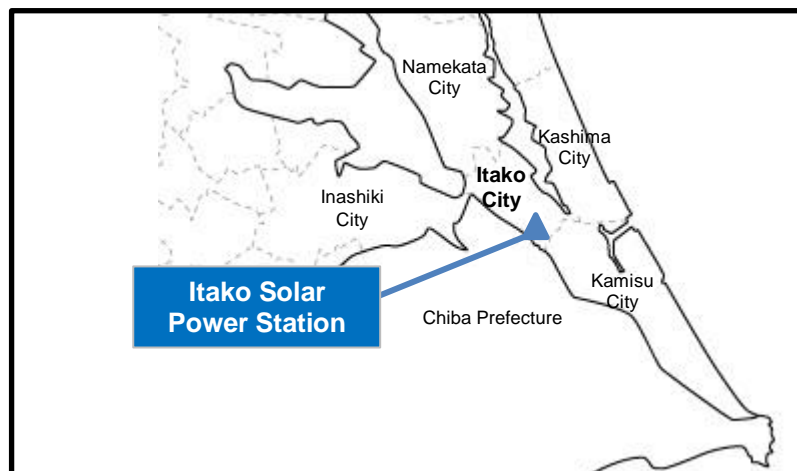 Namekata
City
Kashima
City
Itako
City
Inashiki
City
Itako Solar
Power Station
Kamisu
City
Chiba Prefecture